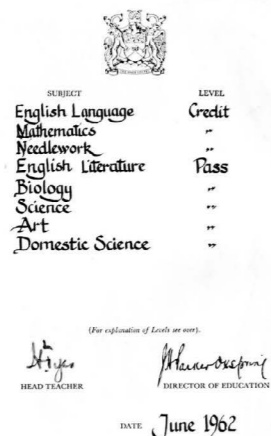 SUBJECT LEVEL
English Language Credit
Mathematics "
Needlework "
English Literature Pass
Biology "
Science "
Art "
Domestic Science "
(For explanation of Levels see over).
HEAD TEACHER DIRECTOR OF EDUCATION
DATE June 1962